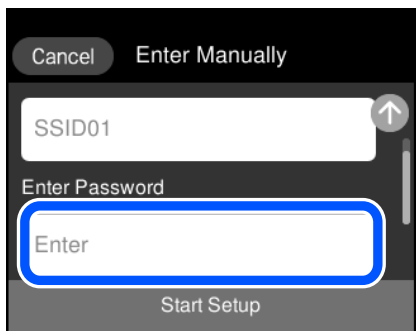 Cancel Enter Manually
SSID01
Enter Password
Enter
Start Setup